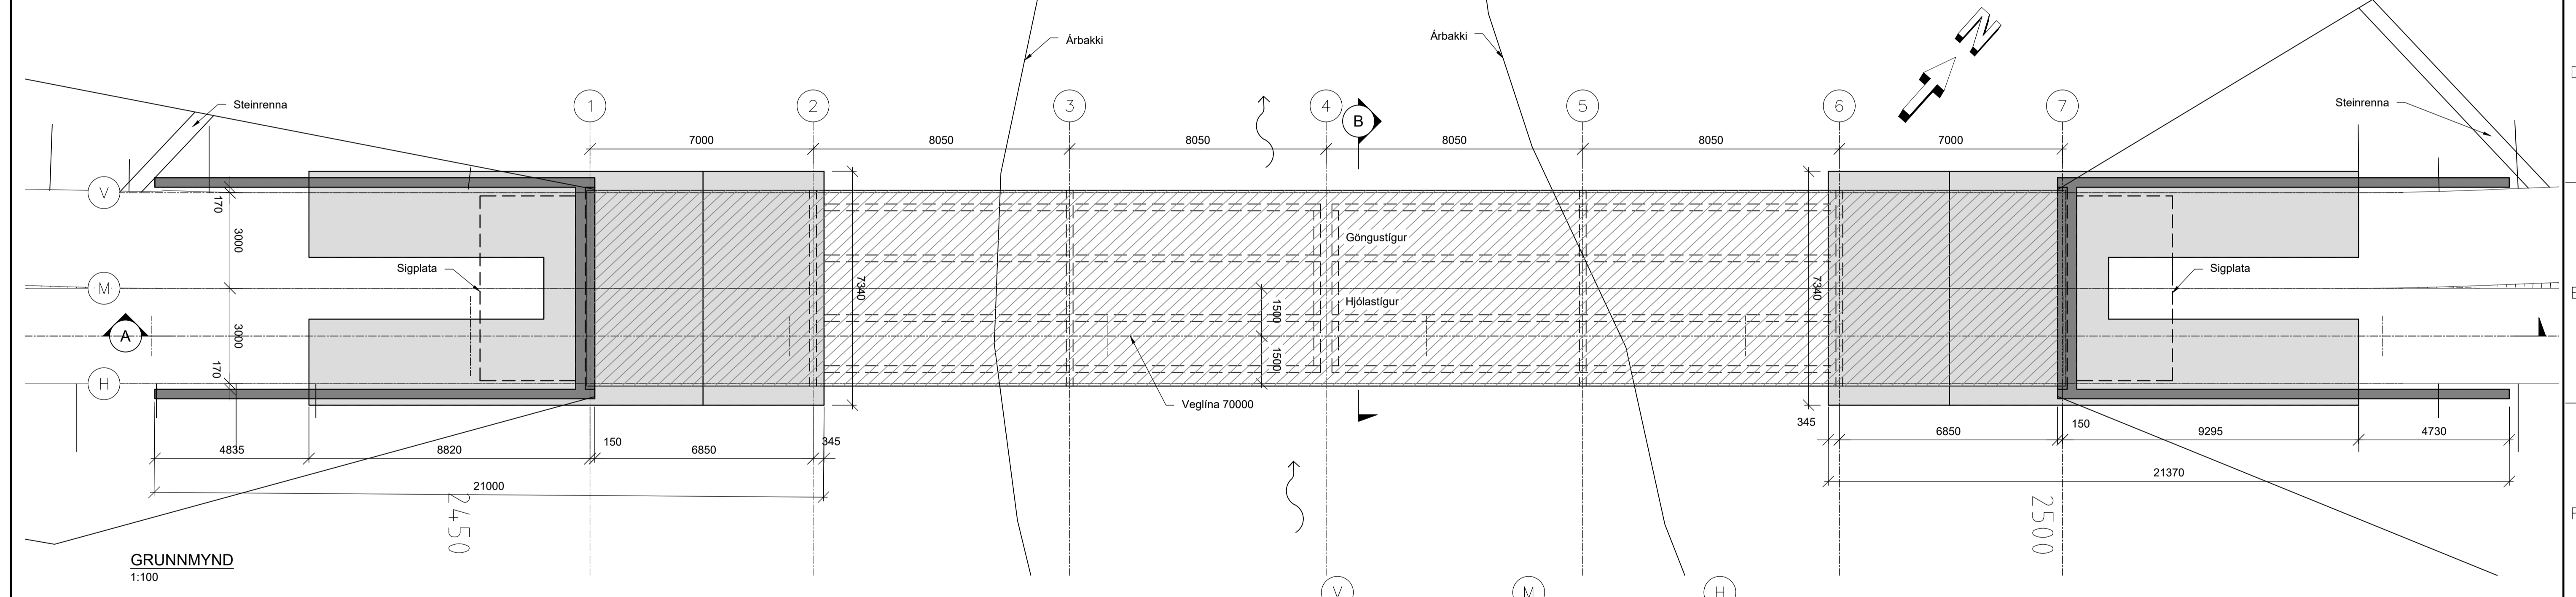 Árbakki
Árbakki
N
Steinrenna
Steinrenna
1
2
3
4
5
6
7
B
7000
8050
8050
8050
8050
7000
V
170
3000
Göngustígur
Sigplata
Sigplata
M
7340
7340
Hjólastígur
1500
A
3000
1500
170
H
Veglína 70000
4835
8820
150
6850
345
345
6850
150
9295
4730
21000
21370
2450
2500
GRUNNMYND
1:100
V
M
H